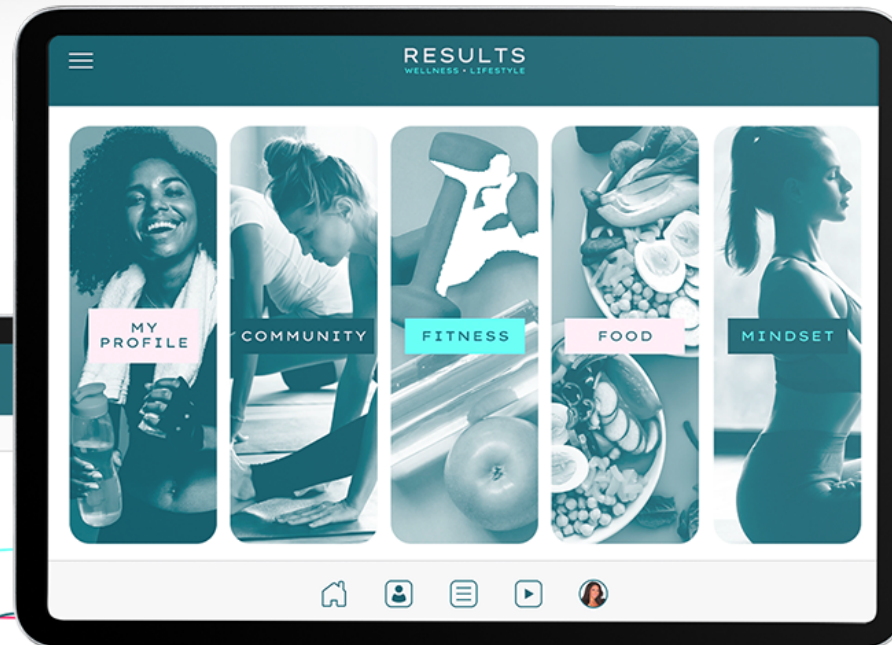 RESULTS
WELLNESS • LIFESTYLE
MY
PROFILE
COMMUNITY
FITNESS
FOOD
MINDSET